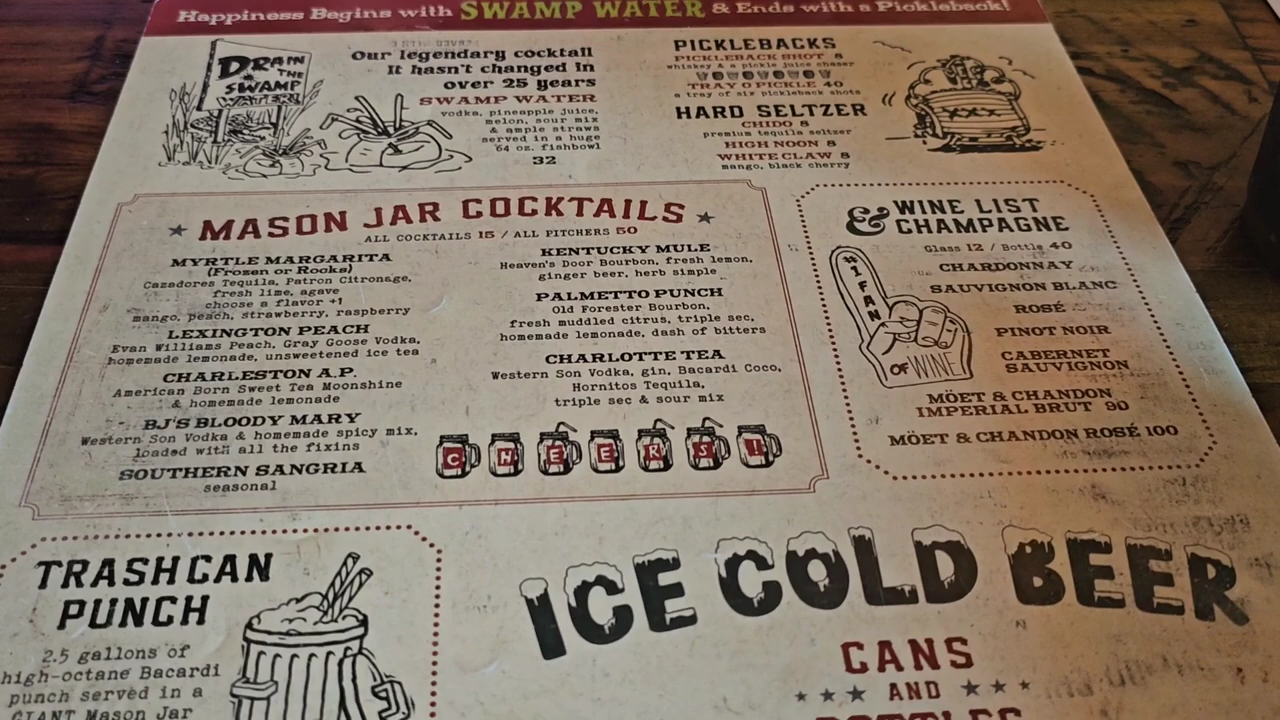 Happiness Begins with SWAMP WATER & Ends with a Pickleback!
DRAIN
THE
SWAMP
WATER!
Our legendary cocktail
It hasn't changed in
over 25 years
SWAMP WATER
vodka, pineapple juice,
melon, sour mix
& ample straws
served in a huge
64 oz. fishbowl
32
PICKLEBACKS
PICKLEBACK SHOT 8
whiskey & a pickle juice chaser
TRAY O PICKLE 40
a tray of six pickleback shots
HARD SELTZER
CHIDO 8
premium tequila seltzer
HIGH NOON 8
WHITE CLAW 8
mango, black cherry
XXX
MASON JAR COCKTAILS
ALL COCKTAILS 15 / ALL PITCHERS 50
MYRTLE MARGARITA
(Frozen or Rocks)
Cazadores Tequila, Patron Citronage,
fresh lime, agave
choose a flavor +1
mango, peach, strawberry, raspberry
LEXINGTON PEACH
Evan Williams Peach, Gray Goose Vodka,
homemade lemonade, unsweetened ice tea
CHARLESTON A.P.
American Born Sweet Tea Moonshine
& homemade lemonade
BJ'S BLOODY MARY
Western Son Vodka & homemade spicy mix,
loaded with all the fixins
SOUTHERN SANGRIA
seasonal
KENTUCKY MULE
Heaven's Door Bourbon, fresh lemon,
ginger beer, herb simple
PALMETTO PUNCH
Old Forester Bourbon,
fresh muddled citrus, triple sec,
homemade lemonade, dash of bitters
CHARLOTTE TEA
Western Son Vodka, gin, Bacardi Coco,
Hornitos Tequila,
triple sec & sour mix
CHEERS!
& WINE LIST
CHAMPAGNE
Glass 12 / Bottle 40
#1 FAN
OF WINE
CHARDONNAY
SAUVIGNON BLANC
ROSÉ
PINOT NOIR
CABERNET
SAUVIGNON
MÖET & CHANDON
IMPERIAL BRUT 90
MÖET & CHANDON ROSÉ 100
TRASHCAN
PUNCH
2.5 gallons of
high-octane Bacardi
punch served in a
GIANT Mason Jar
ICE COLD BEER
CANS
AND
BOTTLES